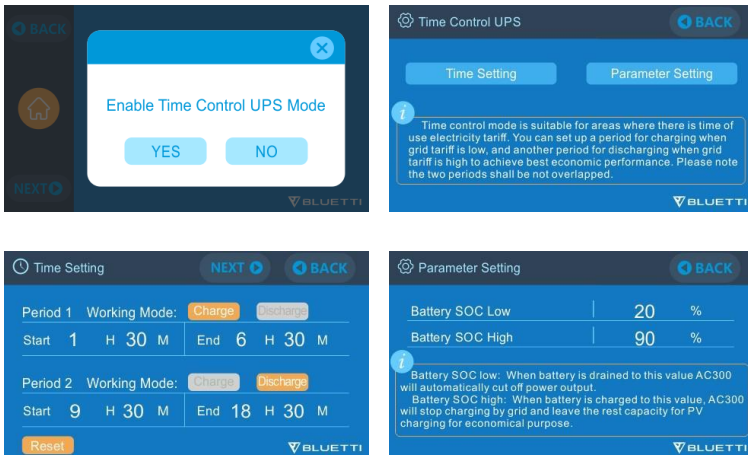 BACK
Enable Time Control UPS Mode
YES NO
NEXT
BLUETTI
Time Control UPS BACK
Time Setting Parameter Setting
i
Time control mode is suitable for areas where there is time of
use electricity tariff. You can set up a period for charging when
grid tariff is low, and another period for discharging when grid
tariff is high to achieve best economic performance. Please note
the two periods shall be not overlapped.
BLUETTI
Time Setting NEXT BACK
Period 1 Working Mode: Charge Discharge
Start 1 H 30 M End 6 H 30 M
Period 2 Working Mode: Charge Discharge
Start 9 H 30 M End 18 H 30 M
Reset BLUETTI
Parameter Setting BACK
Battery SOC Low 20 %
Battery SOC High 90 %
i
Battery SOC low: When battery is drained to this value AC300
will automatically cut off power output.
Battery SOC high: When battery is charged to this value, AC300
will stop charging by grid and leave the rest capacity for PV
charging for economical purpose.
BLUETTI